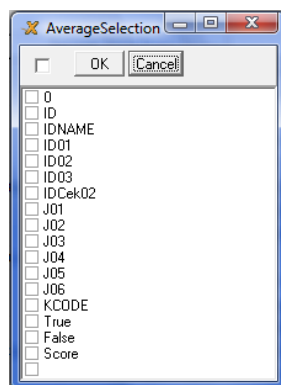 AverageSelection
OK Cancel
0
ID
IDNAME
ID01
ID02
ID03
IDCek02
J01
J02
J03
J04
J05
J06
KCODE
True
False
Score